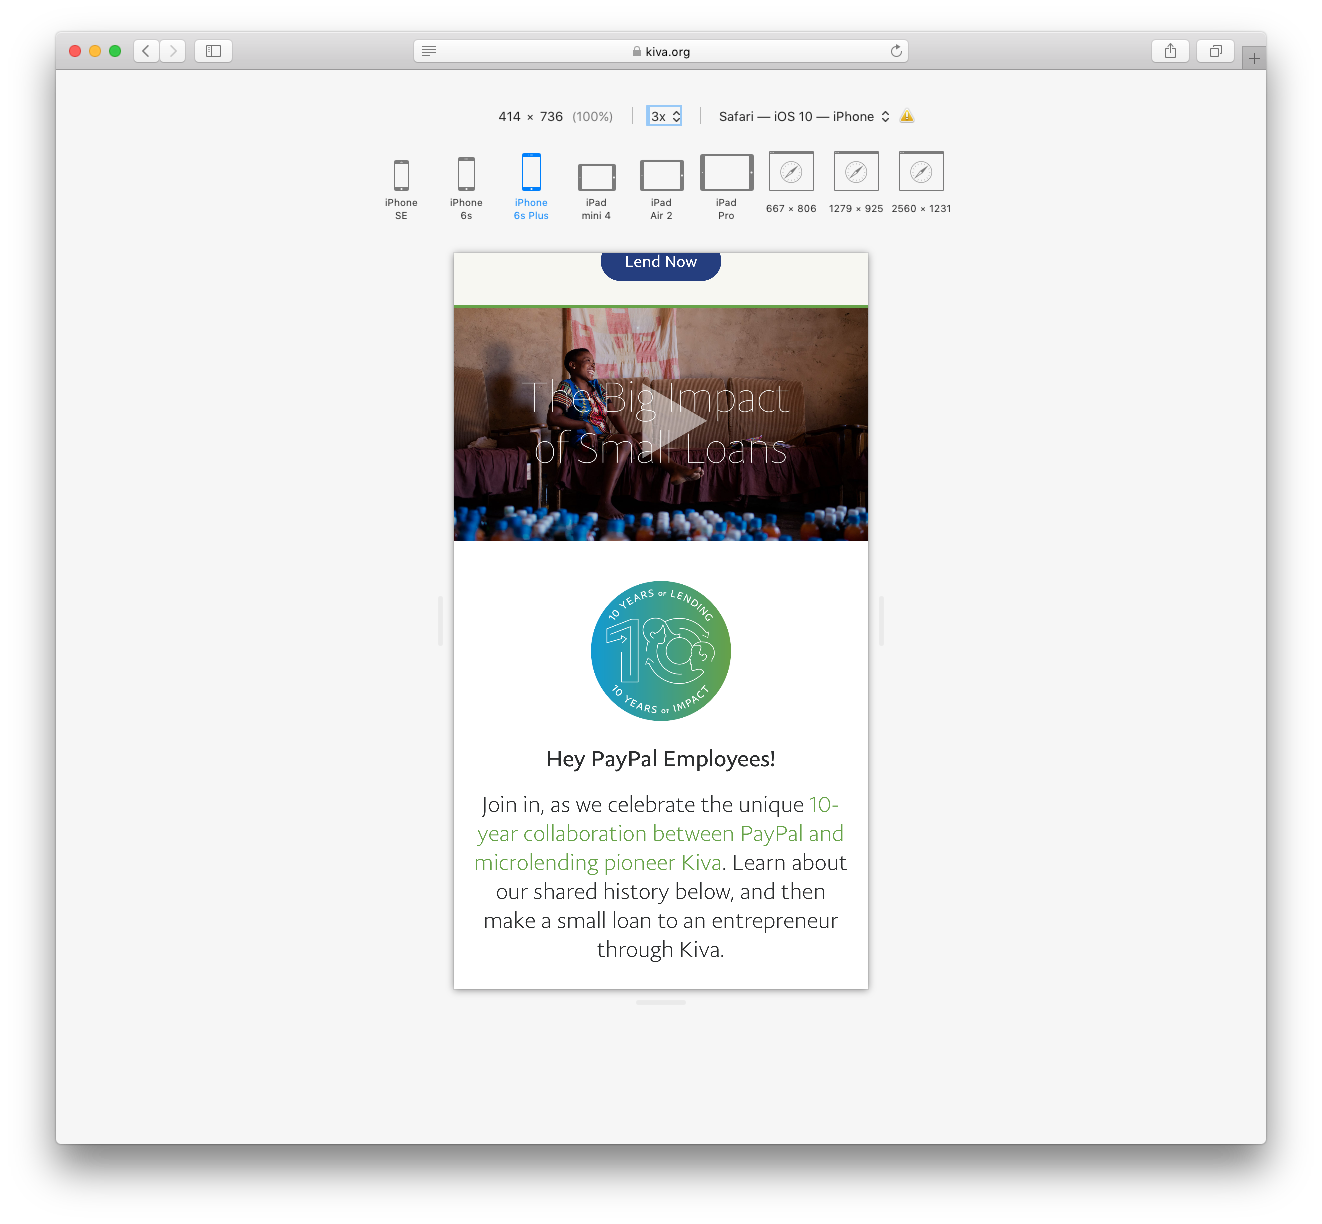 kiva.org
414 × 736 (100%)
3x
Safari — iOS 10 — iPhone
iPhone
SE
iPhone
6s
iPhone
6s Plus
iPad
mini 4
iPad
Air 2
iPad
Pro
667 × 806
1279 × 925
2560 × 1231
Lend Now
The Big Impact
of Small Loans
10 YEARS OF LENDING
10 YEARS OF IMPACT
Hey PayPal Employees!
Join in, as we celebrate the unique 10-
year collaboration between PayPal and
microlending pioneer Kiva. Learn about
our shared history below, and then
make a small loan to an entrepreneur
through Kiva.